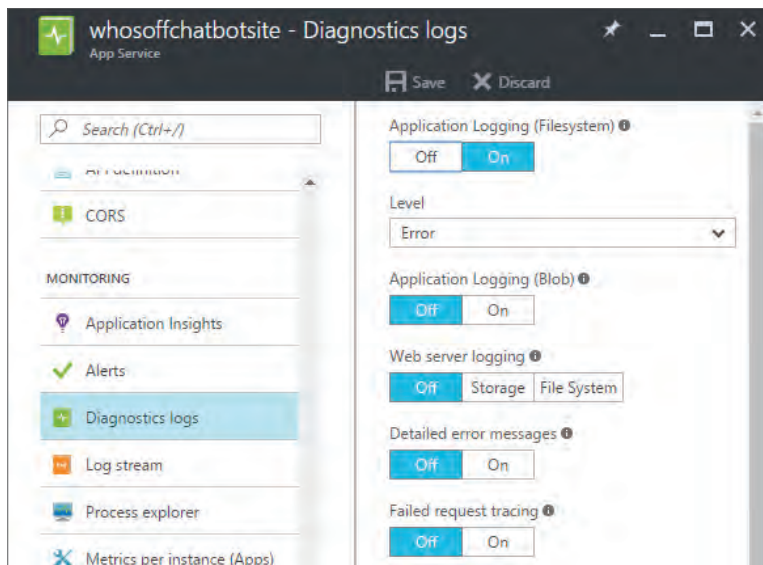 whosoffchatbotsite - Diagnostics logs
App Service
Save Discard
Search (Ctrl+/)
API definition
CORS
MONITORING
Application Insights
Alerts
Diagnostics logs
Log stream
Process explorer
Metrics per instance (Apps)
Application Logging (Filesystem)
Off On
Level
Error
Application Logging (Blob)
Off On
Web server logging
Off Storage File System
Detailed error messages
Off On
Failed request tracing
Off On